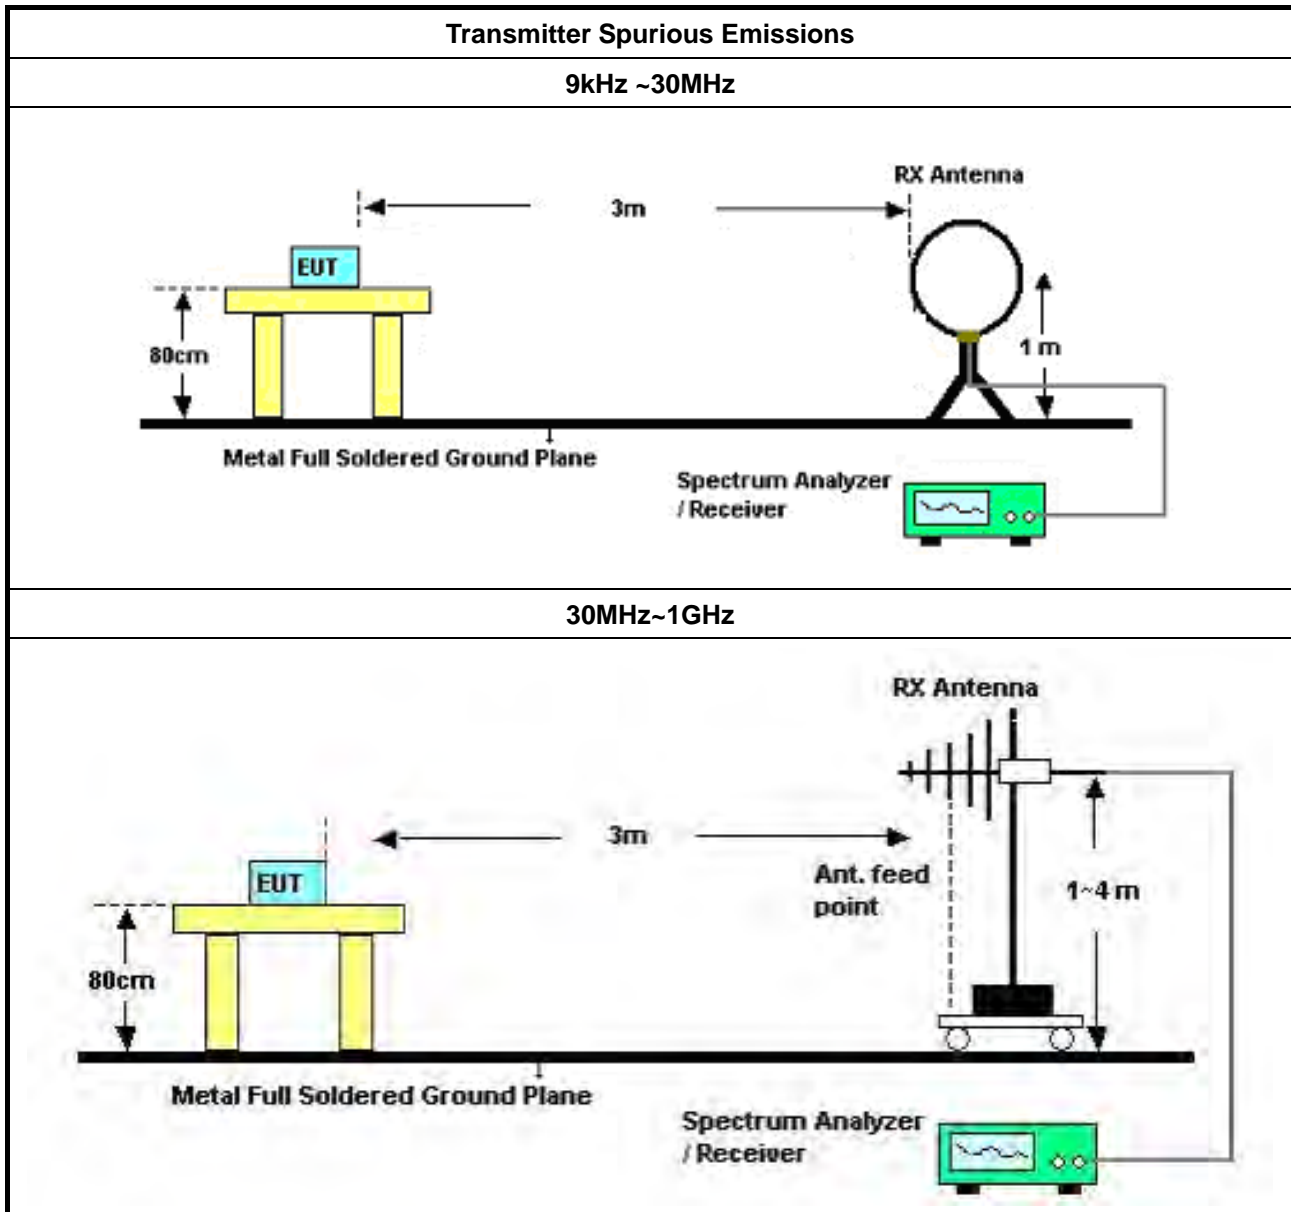 Transmitter Spurious Emissions
9kHz ~30MHz
RX Antenna
3m
EUT
80cm
1 m
Metal Full Soldered Ground Plane
Spectrum Analyzer
/ Receiver
30MHz~1GHz
RX Antenna
3m
Ant. feed
point
1~4 m
EUT
80cm
Metal Full Soldered Ground Plane
Spectrum Analyzer
/ Receiver